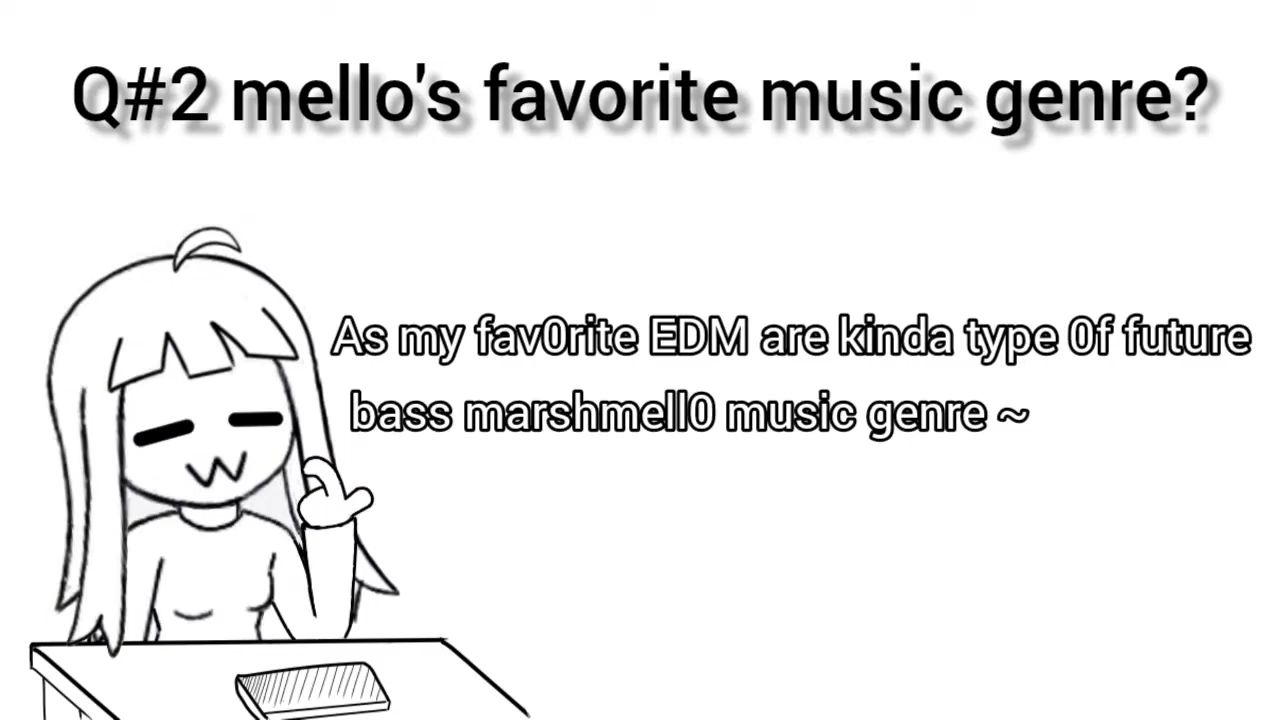 Q#2 mello's favorite music genre?
As my fav0rite EDM are kinda type 0f future
bass marshmell0 music genre ~